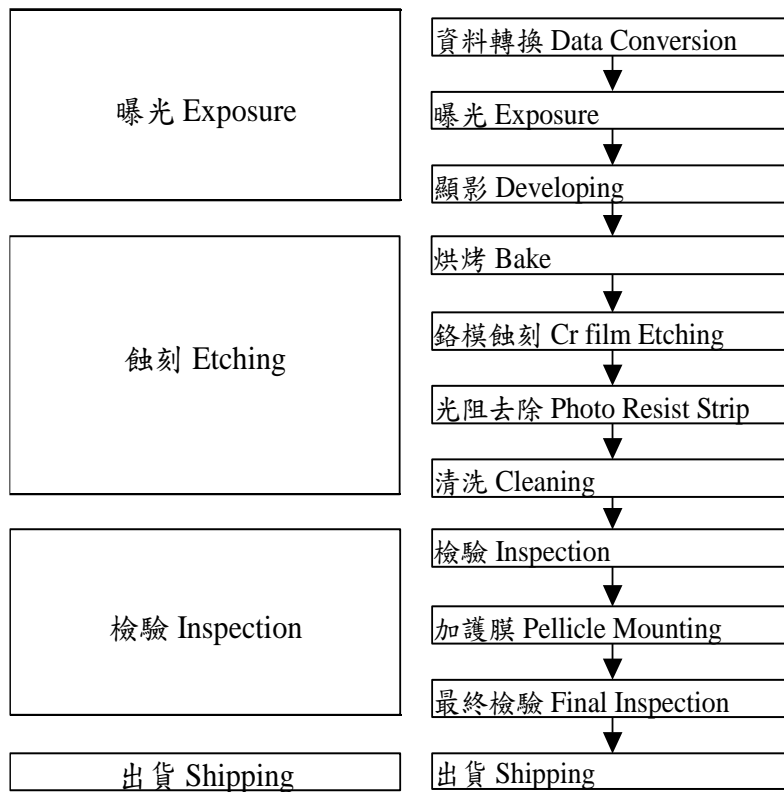 曝光 Exposure
蝕刻 Etching
檢驗 Inspection
出貨 Shipping
資料轉換 Data Conversion
曝光 Exposure
顯影 Developing
烘烤 Bake
鉻模蝕刻 Cr film Etching
光阻去除 Photo Resist Strip
清洗 Cleaning
檢驗 Inspection
加護膜 Pellicle Mounting
最終檢驗 Final Inspection
出貨 Shipping